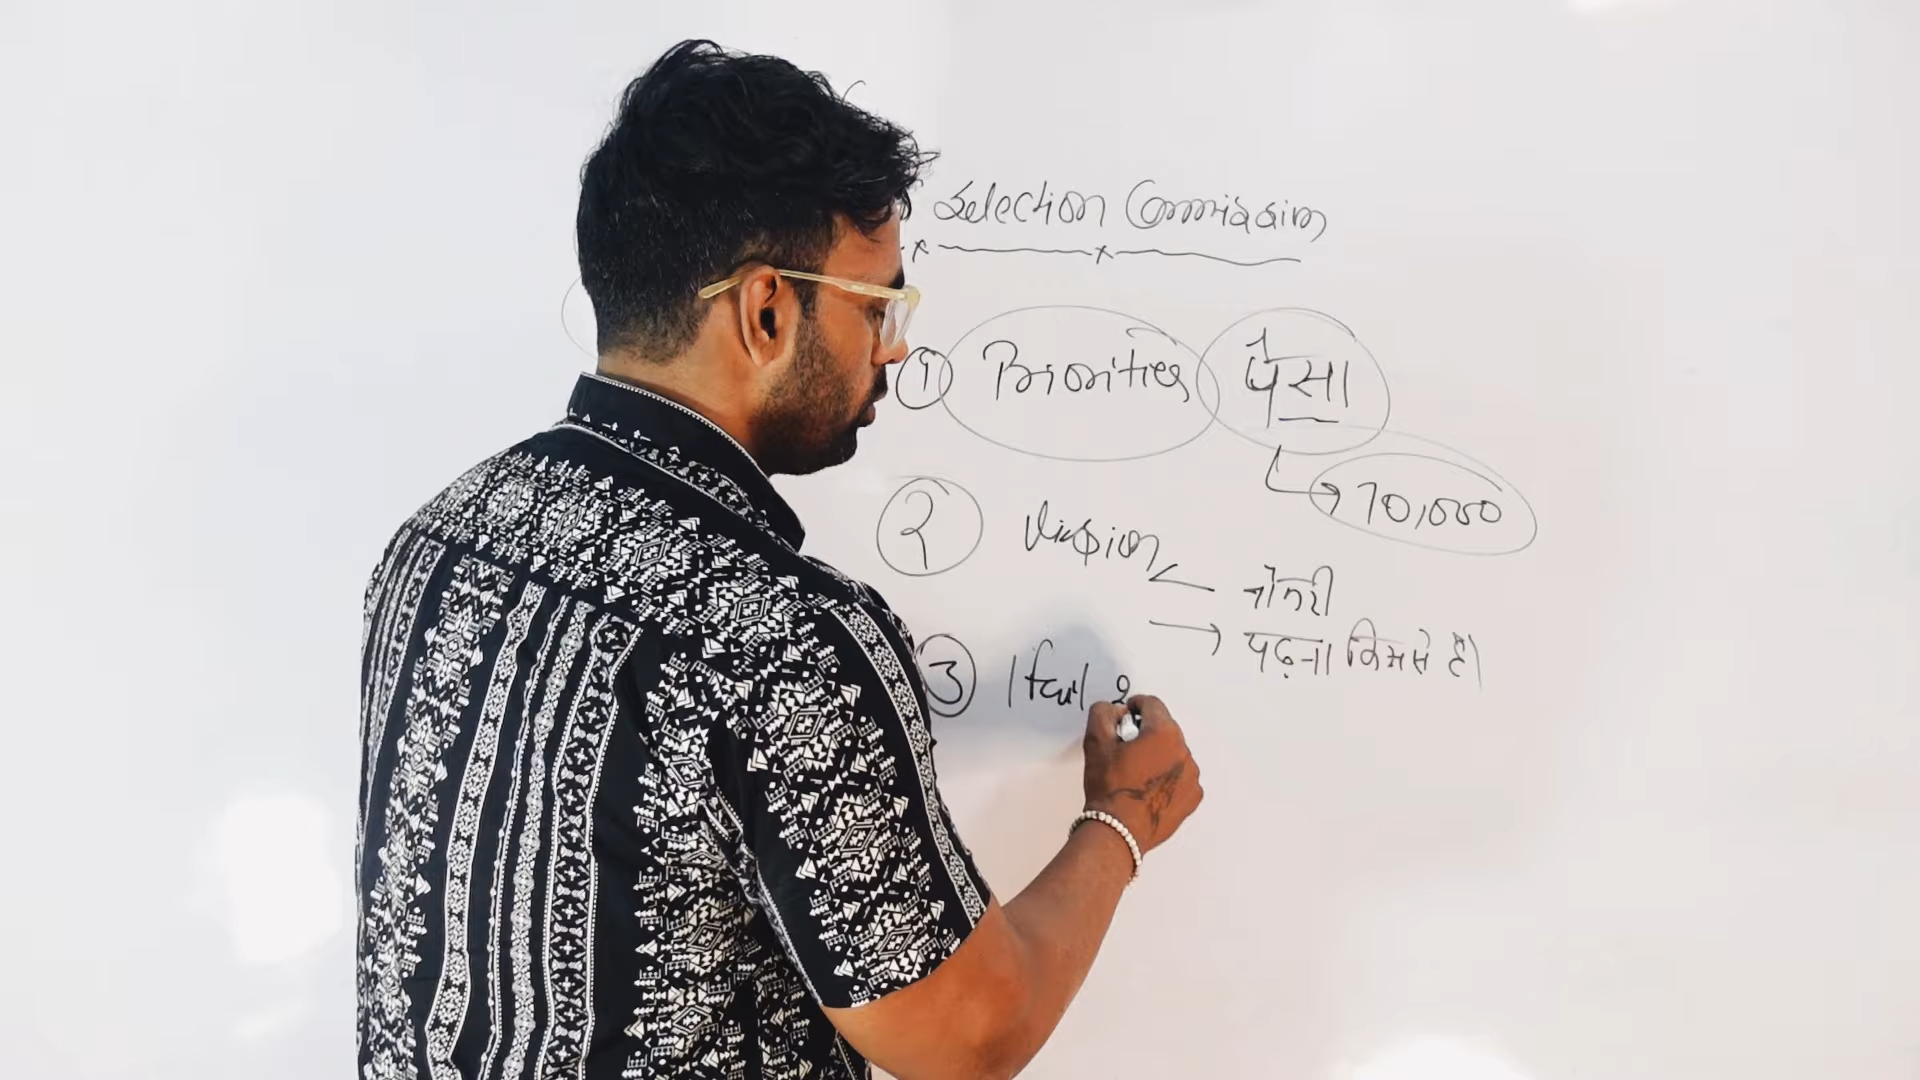 Selection Commission
① Priorities पैसा
→ 70,000
② Vision
नौकरी
→ पढ़ना किससे है।
③